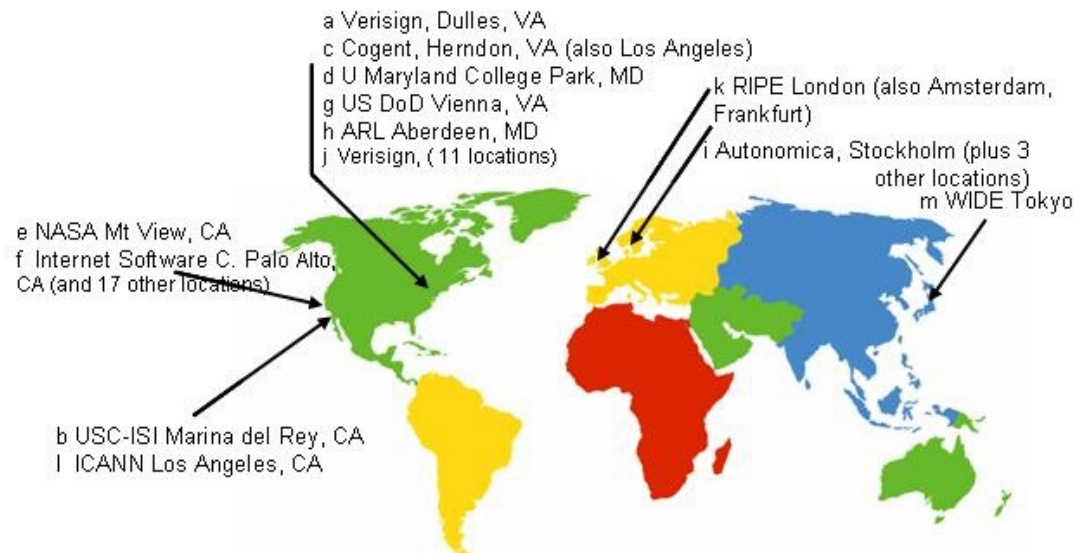 a Verisign, Dulles, VA
c Cogent, Herndon, VA (also Los Angeles)
d U Maryland College Park, MD
g US DoD Vienna, VA
h ARL Aberdeen, MD
j Verisign, ( 11 locations)
k RIPE London (also Amsterdam,
Frankfurt)
i Autonomica, Stockholm (plus 3
other locations)
m WIDE Tokyo
e NASA Mt View, CA
f Internet Software C. Palo Alto,
CA (and 17 other locations)
b USC-ISI Marina del Rey, CA
l ICANN Los Angeles, CA